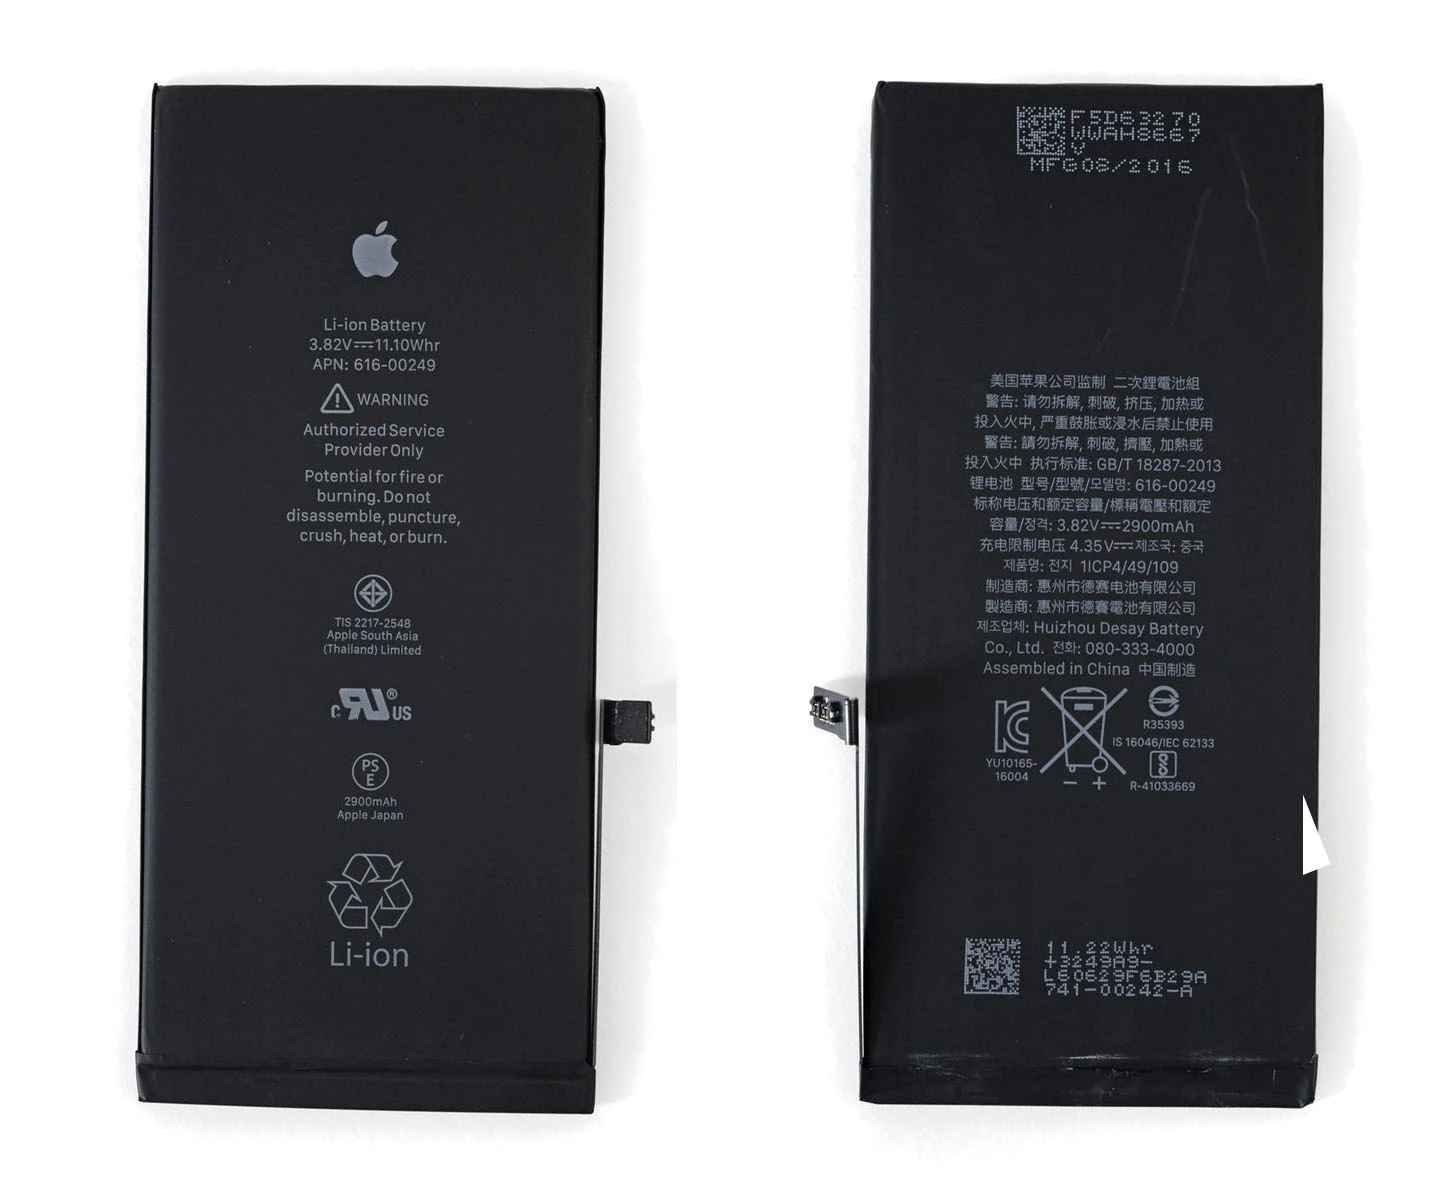 Li-ion Battery
3.82V⎓11.10Whr
APN: 616-00249
WARNING
Authorized Service
Provider Only
Potential for fire or
burning. Do not
disassemble, puncture,
crush, heat, or burn.
TIS 2217-2548
Apple South Asia
(Thailand) Limited
c RU® US
PS
E
2900mAh
Apple Japan
Li-ion
F5D63270
WWAH8667
V
MFG08/2016
美国苹果公司监制 二次鋰電池組
警告: 请勿拆解, 刺破, 挤压, 加热或
投入火中, 严重鼓胀或浸水后禁止使用
警告: 請勿拆解, 刺破, 擠壓, 加熱或
投入火中 执行标准: GB/T 18287-2013
锂电池 型号/型號/모델명: 616-00249
标称电压和额定容量/標稱電壓和額定
容量/정격: 3.82V⎓2900mAh
充电限制电压 4.35V⎓제조국: 중국
제품명: 전지 1ICP4/49/109
制造商: 惠州市德赛电池有限公司
製造商: 惠州市德賽電池有限公司
제조업체: Huizhou Desay Battery
Co., Ltd. 전화: 080-333-4000
Assembled in China 中国制造
R35393
IS 16046/IEC 62133
YU10165-
16004
R-41033669
11.22Whr
+3249A9-
L60629F6B29A
741-00242-A